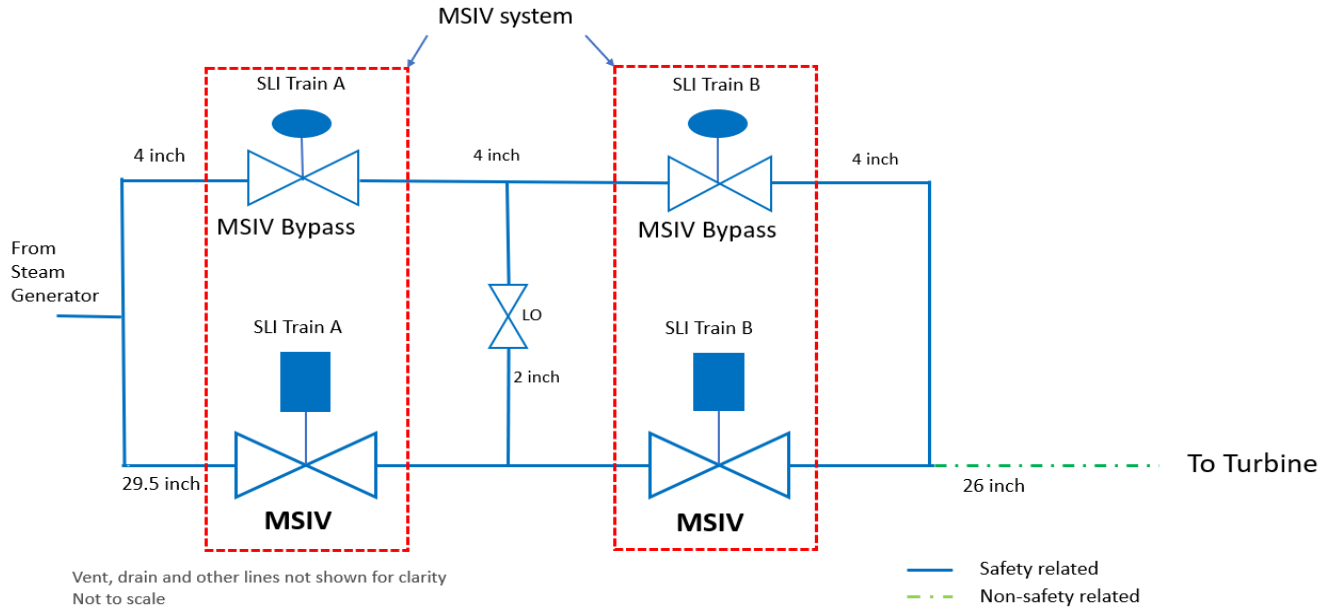 MSIV system
SLI Train A
SLI Train B
4 inch
4 inch
4 inch
MSIV Bypass
MSIV Bypass
From
Steam
Generator
LO
SLI Train A
SLI Train B
2 inch
29.5 inch
MSIV
MSIV
26 inch
To Turbine
Vent, drain and other lines not shown for clarity
Not to scale
Safety related
Non-safety related